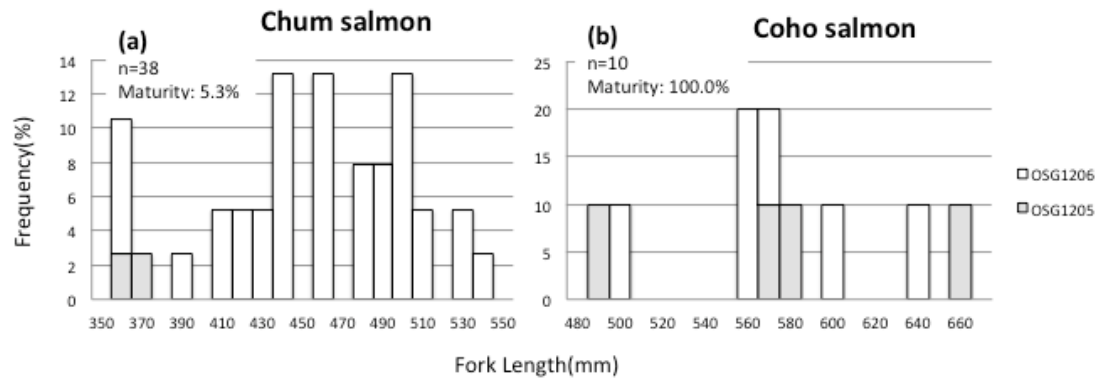 Chum salmon
(a)
n=38
Maturity: 5.3%
14
12
10
8
6
4
2
0
350 370 390 410 430 450 470 490 510 530 550
Coho salmon
(b)
n=10
Maturity: 100.0%
25
20
15
10
5
0
480 500 520 540 560 580 600 620 640 660
Frequency(%)
Fork Length(mm)
OSG1206
OSG1205